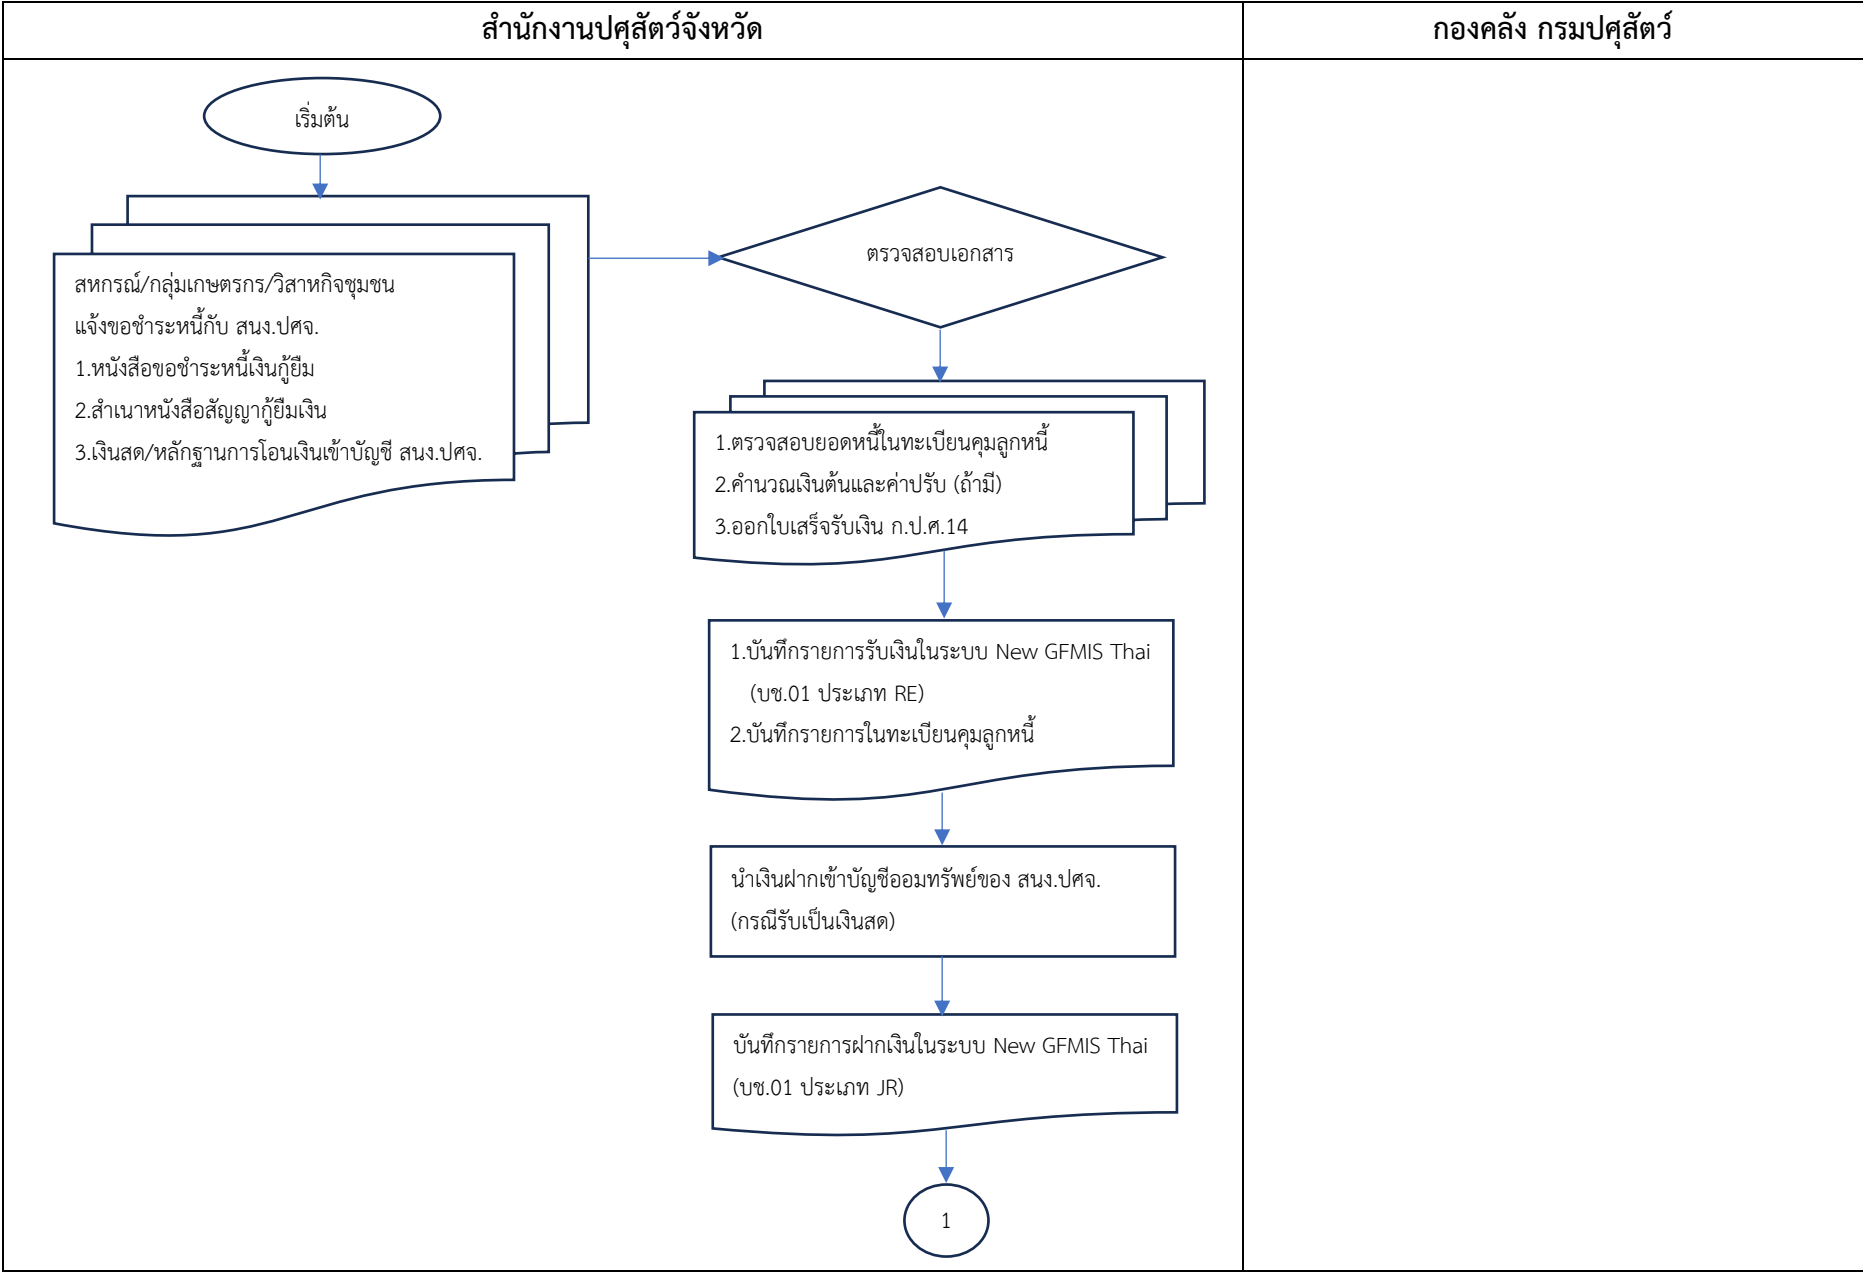 สำนักงานปศุสัตว์จังหวัด
กองคลัง กรมปศุสัตว์
เริ่มต้น
สหกรณ์/กลุ่มเกษตรกร/วิสาหกิจชุมชน
แจ้งขอชำระหนี้กับ สนง.ปศจ.
1.หนังสือขอชำระหนี้เงินกู้ยืม
2.สำเนาหนังสือสัญญากู้ยืมเงิน
3.เงินสด/หลักฐานการโอนเงินเข้าบัญชี สนง.ปศจ.
ตรวจสอบเอกสาร
1.ตรวจสอบยอดหนี้ในทะเบียนคุมลูกหนี้
2.คำนวณเงินต้นและค่าปรับ (ถ้ามี)
3.ออกใบเสร็จรับเงิน ก.ป.ศ.14
1.บันทึกรายการรับเงินในระบบ New GFMIS Thai
(บช.01 ประเภท RE)
2.บันทึกรายการในทะเบียนคุมลูกหนี้
นำเงินฝากเข้าบัญชีออมทรัพย์ของ สนง.ปศจ.
(กรณีรับเป็นเงินสด)
บันทึกรายการฝากเงินในระบบ New GFMIS Thai
(บช.01 ประเภท JR)
1